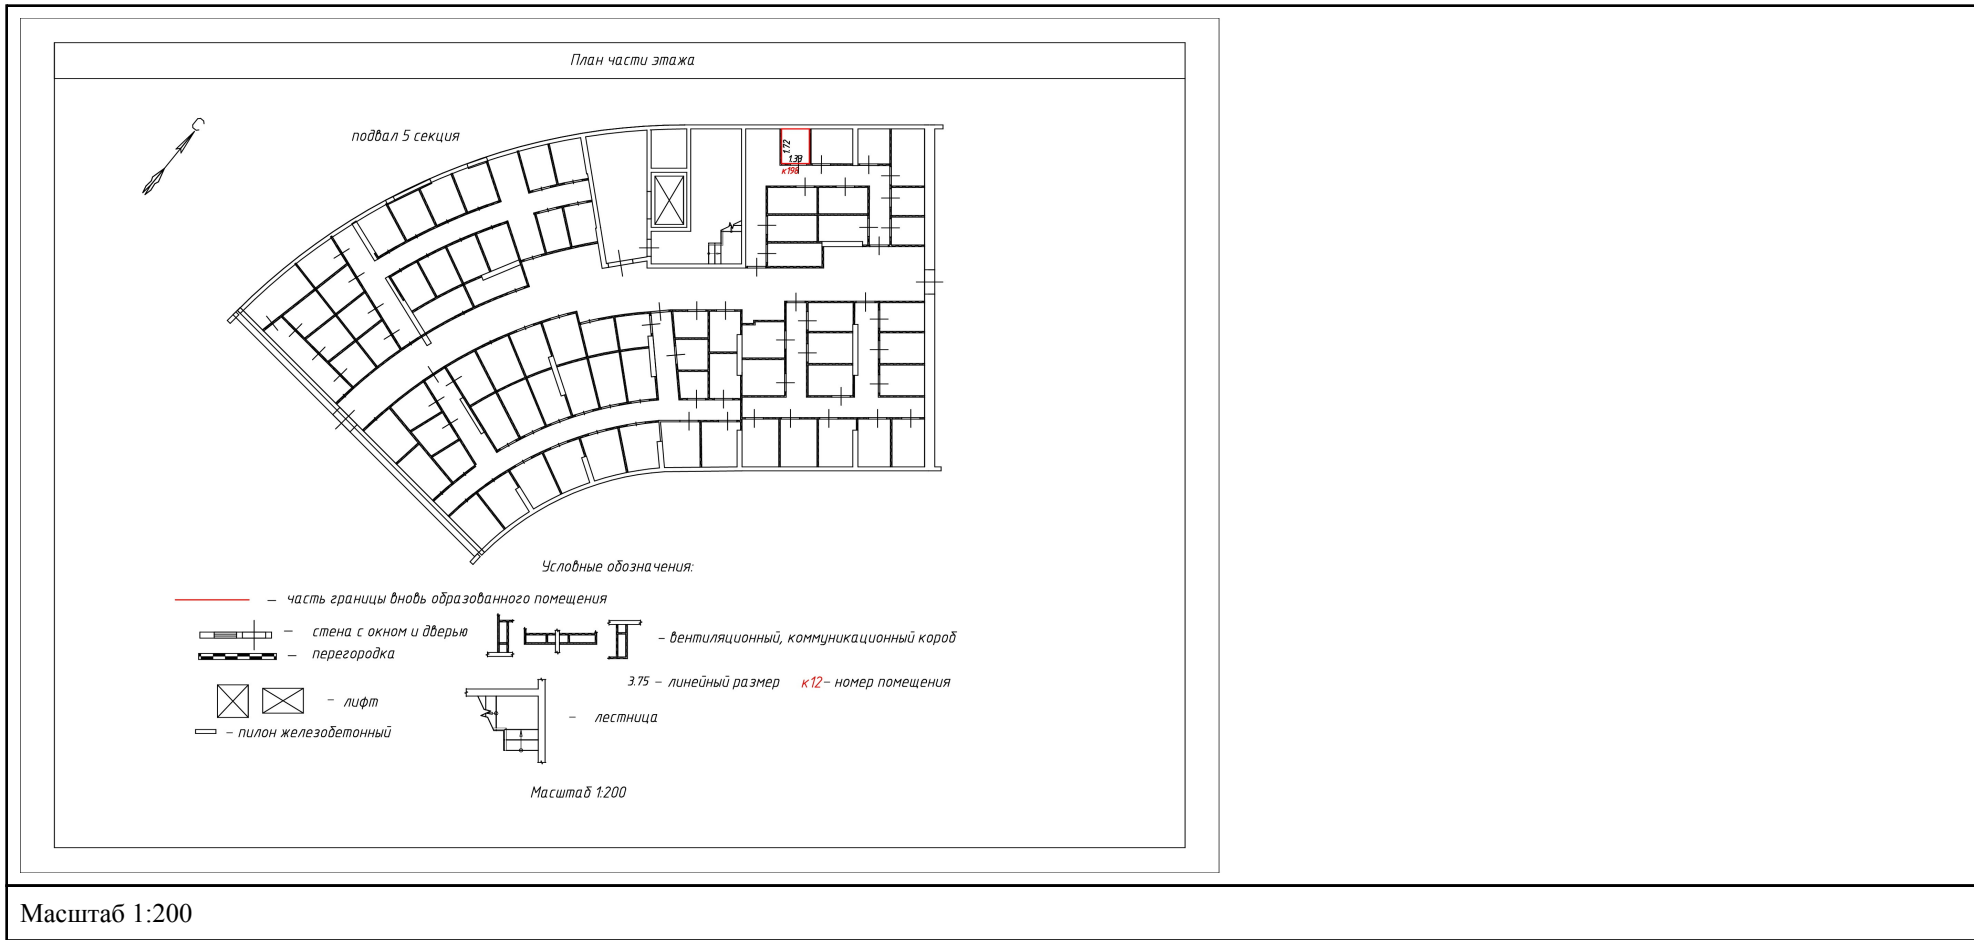 План части этажа
С
подвал 5 секция
1.72
1.39
к198
Условные обозначения:
— часть границы вновь образованного помещения
— стена с окном и дверью
— вентиляционный, коммуникационный короб
— перегородка
3.75 — линейный размер к12— номер помещения
— лифт
— лестница
— пилон железобетонный
Масштаб 1:200
Масштаб 1:200